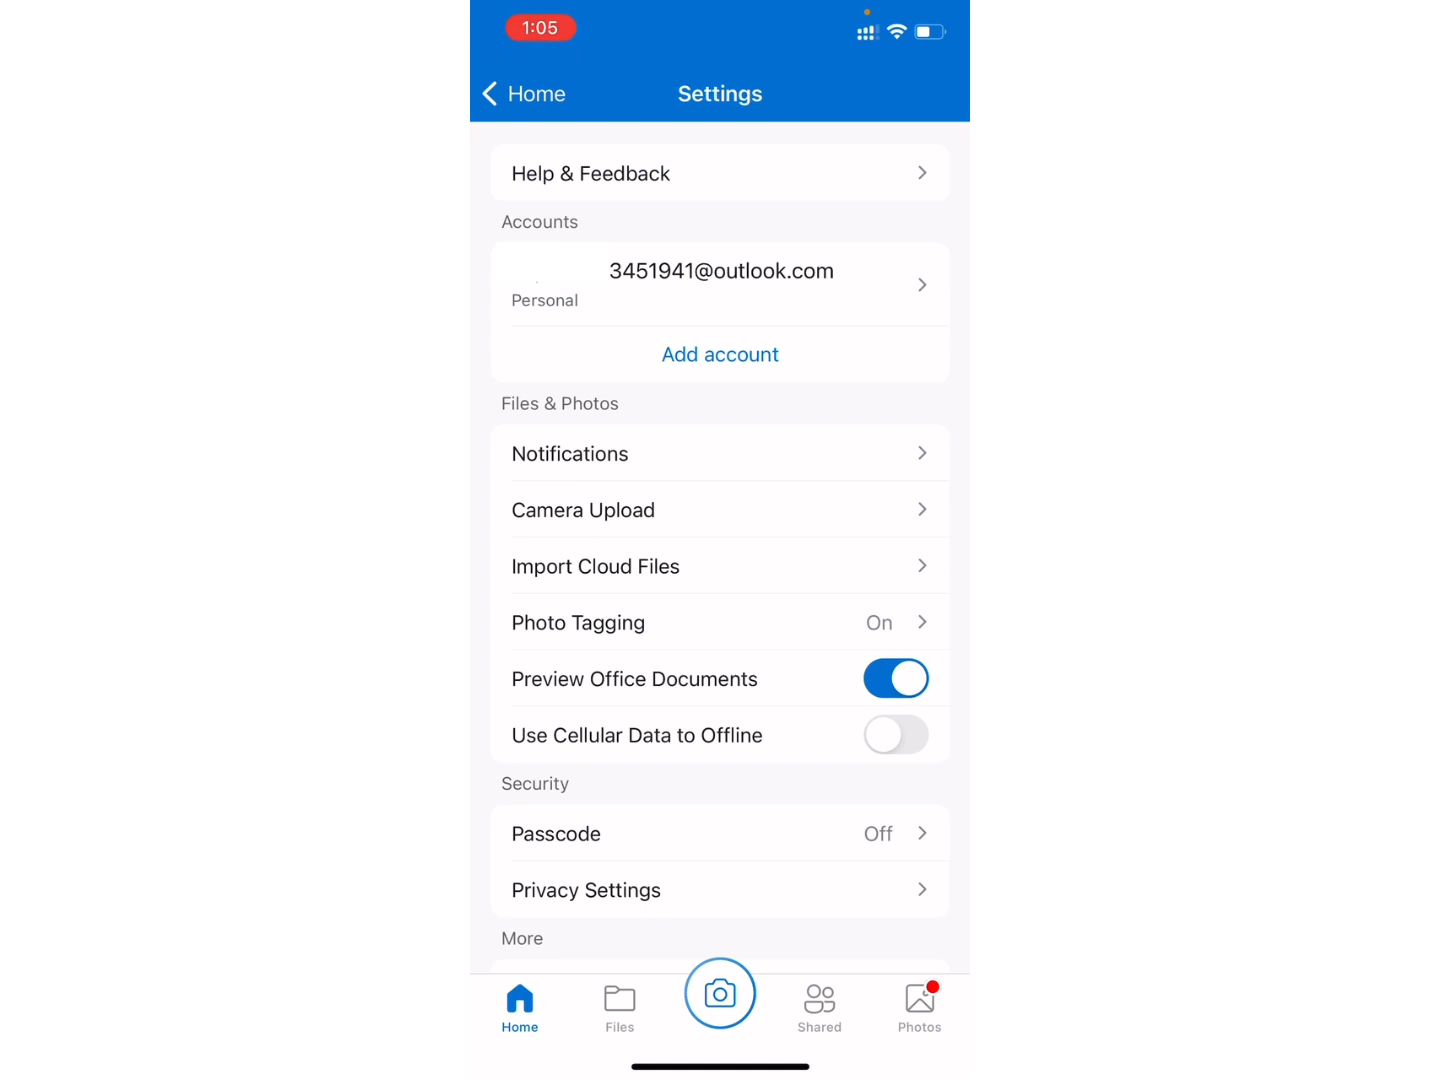 1:05
Home Settings
Help & Feedback
Accounts
3451941@outlook.com
Personal
Add account
Files & Photos
Notifications
Camera Upload
Import Cloud Files
Photo Tagging On
Preview Office Documents
Use Cellular Data to Offline
Security
Passcode Off
Privacy Settings
More
Home Files Shared Photos